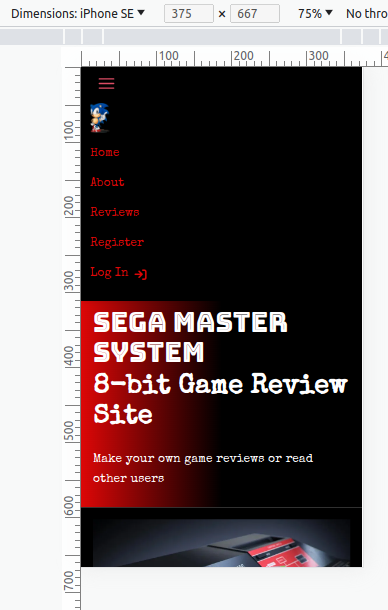 Dimensions: iPhone SE 375 × 667 75% No thro
100 200 300
100
200
300
400
500
600
700
Home
About
Reviews
Register
Log In
SEGA MASTER
SYSTEM
8-bit Game Review
Site
Make your own game reviews or read
other users